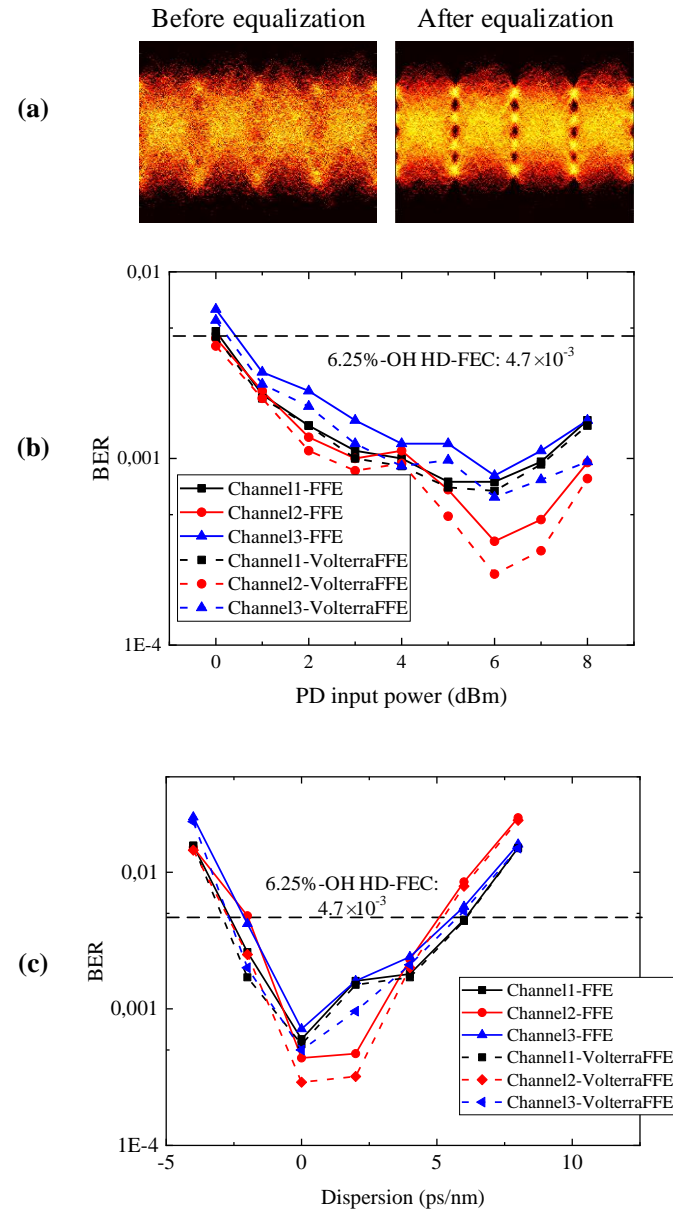 Before equalization After equalization
(a)
0,01
6.25%-OH HD-FEC: 4.7×10⁻³
(b)
BER
0,001
Channel1-FFE
Channel2-FFE
Channel3-FFE
Channel1-VolterraFFE
Channel2-VolterraFFE
Channel3-VolterraFFE
1E-4
0 2 4 6 8
PD input power (dBm)
0,01
6.25%-OH HD-FEC:
4.7×10⁻³
(c)
BER
0,001
Channel1-FFE
Channel2-FFE
Channel3-FFE
Channel1-VolterraFFE
Channel2-VolterraFFE
Channel3-VolterraFFE
1E-4
-5 0 5 10
Dispersion (ps/nm)